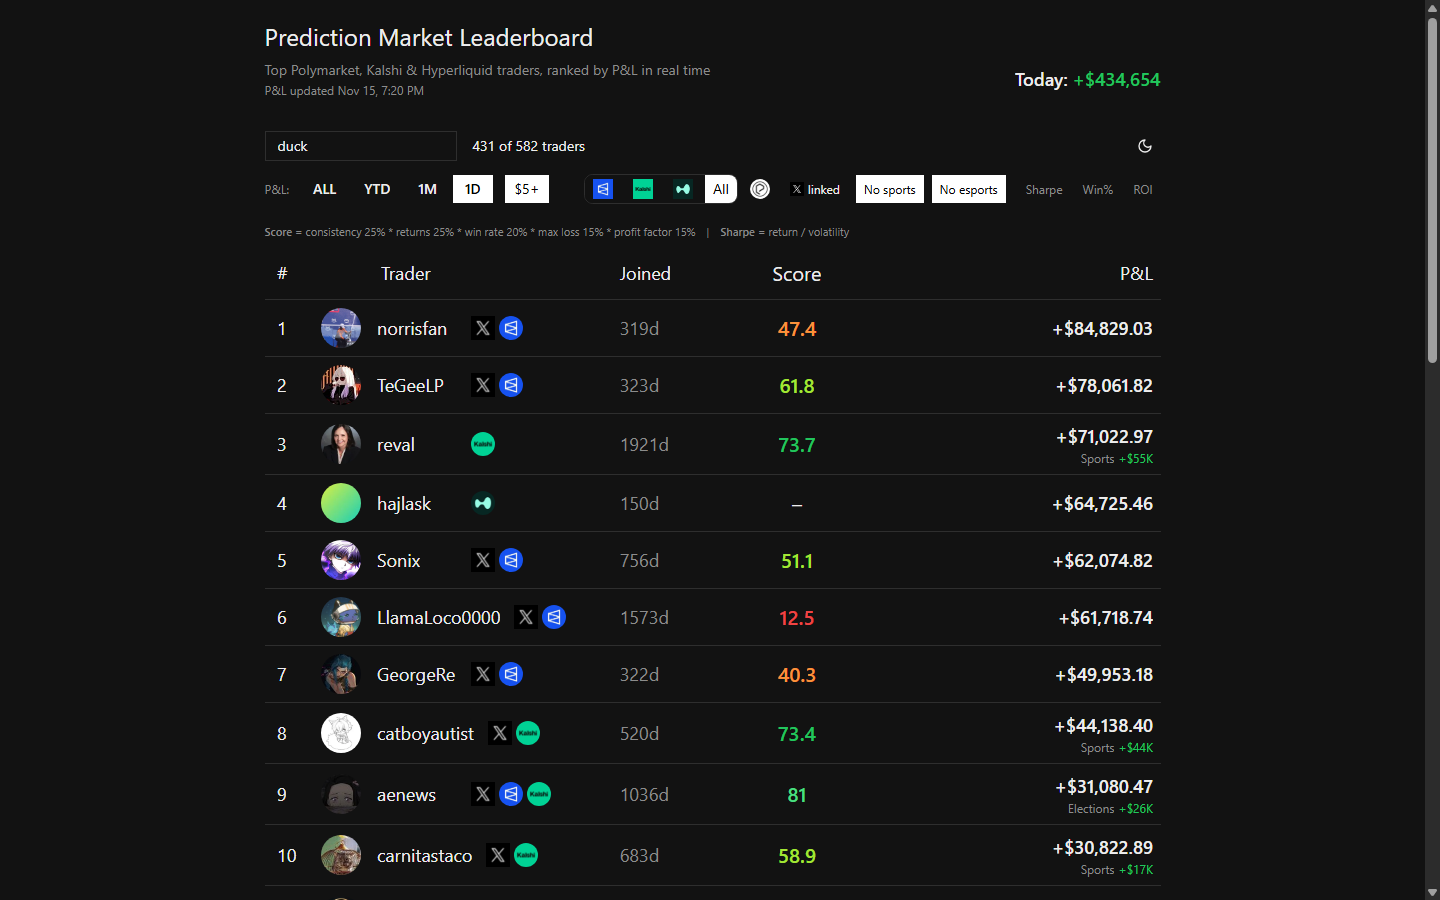 Prediction Market Leaderboard
Top Polymarket, Kalshi & Hyperliquid traders, ranked by P&L in real time
P&L updated Nov 15, 7:20 PM
Today: +$434,654
duck
431 of 582 traders
P&L: ALL YTD 1M 1D $5+ Kalshi All linked No sports No esports Sharpe Win% ROI
Score = consistency 25% * returns 25% * win rate 20% * max loss 15% * profit factor 15% | Sharpe = return / volatility
# Trader Joined Score P&L
1 norrisfan 319d 47.4 +$84,829.03
2 TeGeeLP 323d 61.8 +$78,061.82
3 reval Kalshi 1921d 73.7 +$71,022.97
Sports +$55K
4 hajlask 150d – +$64,725.46
5 Sonix 756d 51.1 +$62,074.82
6 LlamaLoco0000 1573d 12.5 +$61,718.74
7 GeorgeRe 322d 40.3 +$49,953.18
8 catboyautist Kalshi 520d 73.4 +$44,138.40
Sports +$44K
9 aenews Kalshi 1036d 81 +$31,080.47
Elections +$26K
10 carnitastaco Kalshi 683d 58.9 +$30,822.89
Sports +$17K